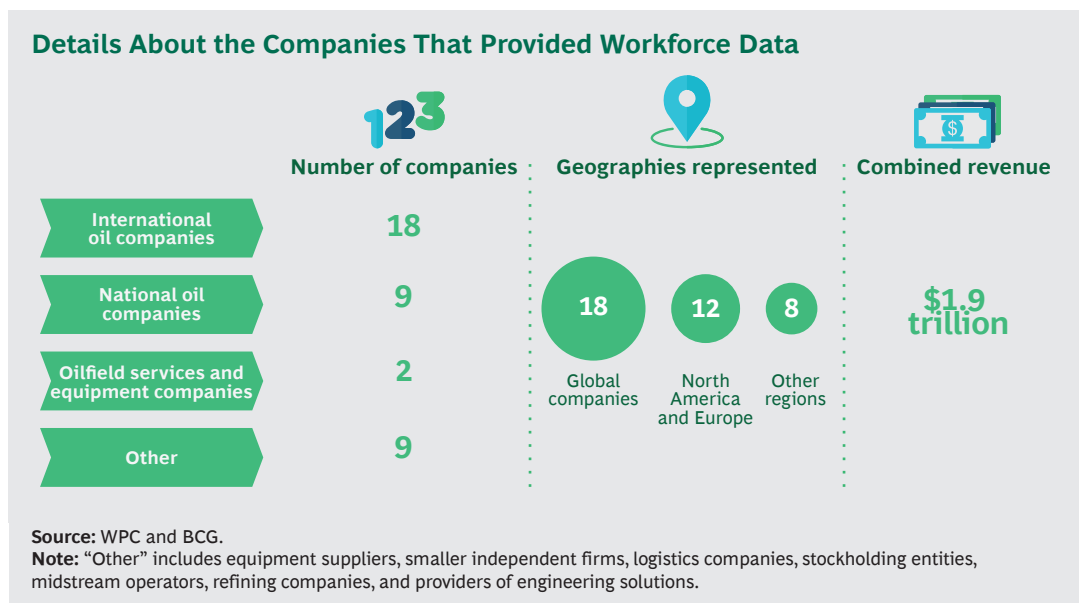 Details About the Companies That Provided Workforce Data
123
Number of companies
Geographies represented
$
Combined revenue
International
oil companies
18
National oil
companies
9
Oilfield services and
equipment companies
2
Other
9
18
Global
companies
12
North
America
and Europe
8
Other
regions
$1.9
trillion
Source: WPC and BCG.
Note: “Other” includes equipment suppliers, smaller independent firms, logistics companies, stockholding entities,
midstream operators, refining companies, and providers of engineering solutions.